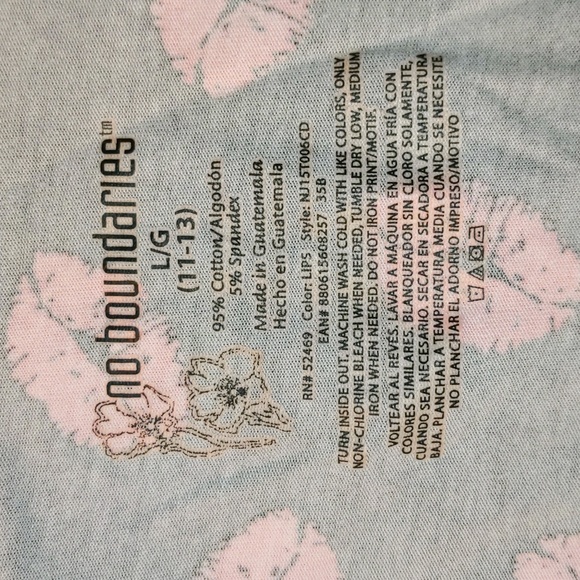 no boundaries™
L/G
(11-13)
95% Cotton/Algodón
5% Spandex
Made in Guatemala
Hecho en Guatemala
RN# 52469 Color: LIPS Style: NJ15T006CD
EAN# 880615608257 35B
TURN INSIDE OUT. MACHINE WASH COLD WITH LIKE COLORS, ONLY
NON-CHLORINE BLEACH WHEN NEEDED, TUMBLE DRY LOW, MEDIUM
IRON WHEN NEEDED. DO NOT IRON PRINT/MOTIF.
VOLTEAR AL REVÉS. LAVAR A MÁQUINA EN AGUA FRÍA CON
COLORES SIMILARES. BLANQUEADOR SIN CLORO SOLAMENTE,
CUANDO SEA NECESARIO. SECAR EN SECADORA A TEMPERATURA
BAJA. PLANCHAR A TEMPERATURA MEDIA CUANDO SE NECESITE
NO PLANCHAR EL ADORNO IMPRESO/MOTIVO